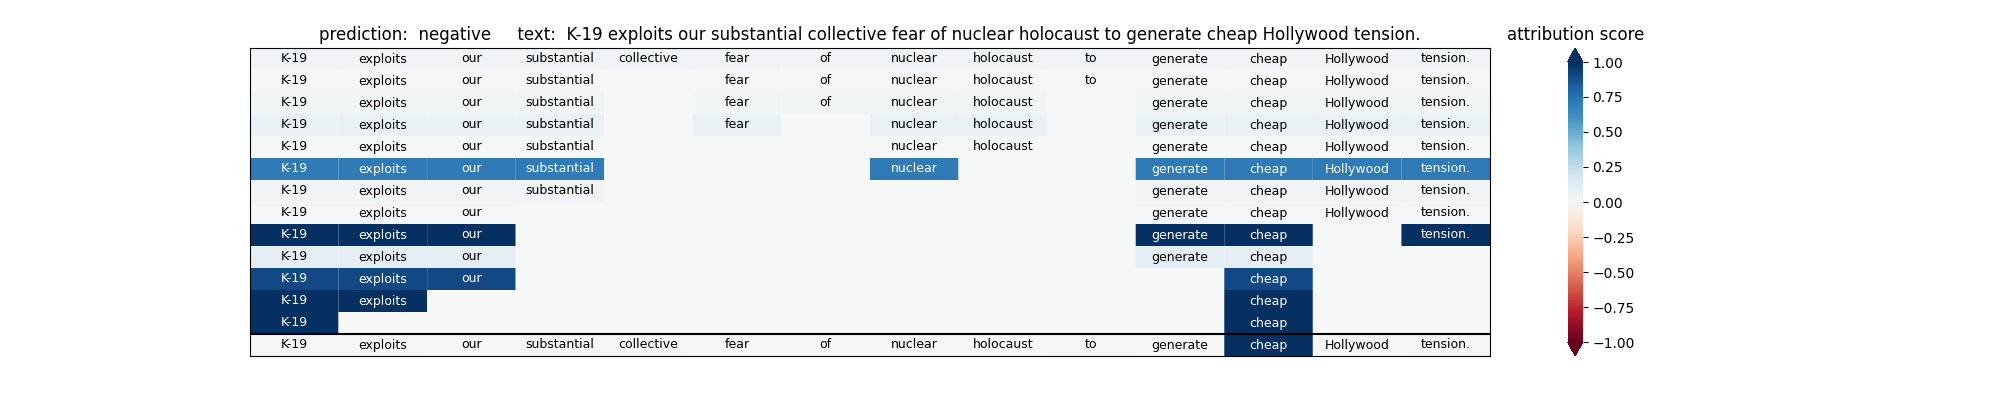 prediction: negative text: K-19 exploits our substantial collective fear of nuclear holocaust to generate cheap Hollywood tension. attribution score
K-19 exploits our substantial collective fear of nuclear holocaust to generate cheap Hollywood tension.
K-19 exploits our substantial fear of nuclear holocaust to generate cheap Hollywood tension.
K-19 exploits our substantial fear of nuclear holocaust generate cheap Hollywood tension.
K-19 exploits our substantial fear nuclear holocaust generate cheap Hollywood tension.
K-19 exploits our substantial nuclear holocaust generate cheap Hollywood tension.
K-19 exploits our substantial nuclear generate cheap Hollywood tension.
K-19 exploits our substantial generate cheap Hollywood tension.
K-19 exploits our generate cheap Hollywood tension.
K-19 exploits our generate cheap tension.
K-19 exploits our generate cheap
K-19 exploits our cheap
K-19 exploits cheap
K-19 cheap
K-19 exploits our substantial collective fear of nuclear holocaust to generate cheap Hollywood tension.
1.00
0.75
0.50
0.25
0.00
−0.25
−0.50
−0.75
−1.00